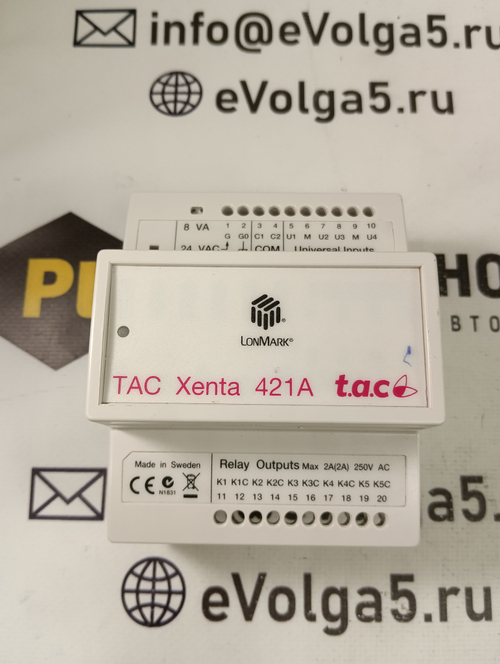 info@eVolga5.ru
eVolga5.ru
8 VA 1 2 3 4 5 6 7 8 9 10
G G0 C1 C2 U1 M U2 U3 M U4
24 VAC COM Universal Inputs
LONMARK®
TAC Xenta 421A t.a.c
Made in Sweden
CE N1831
Relay Outputs Max 2A(2A) 250V AC
K1 K1C K2 K2C K3 K3C K4 K4C K5 K5C
11 12 13 14 15 16 17 18 19 20
eVolga5.ru